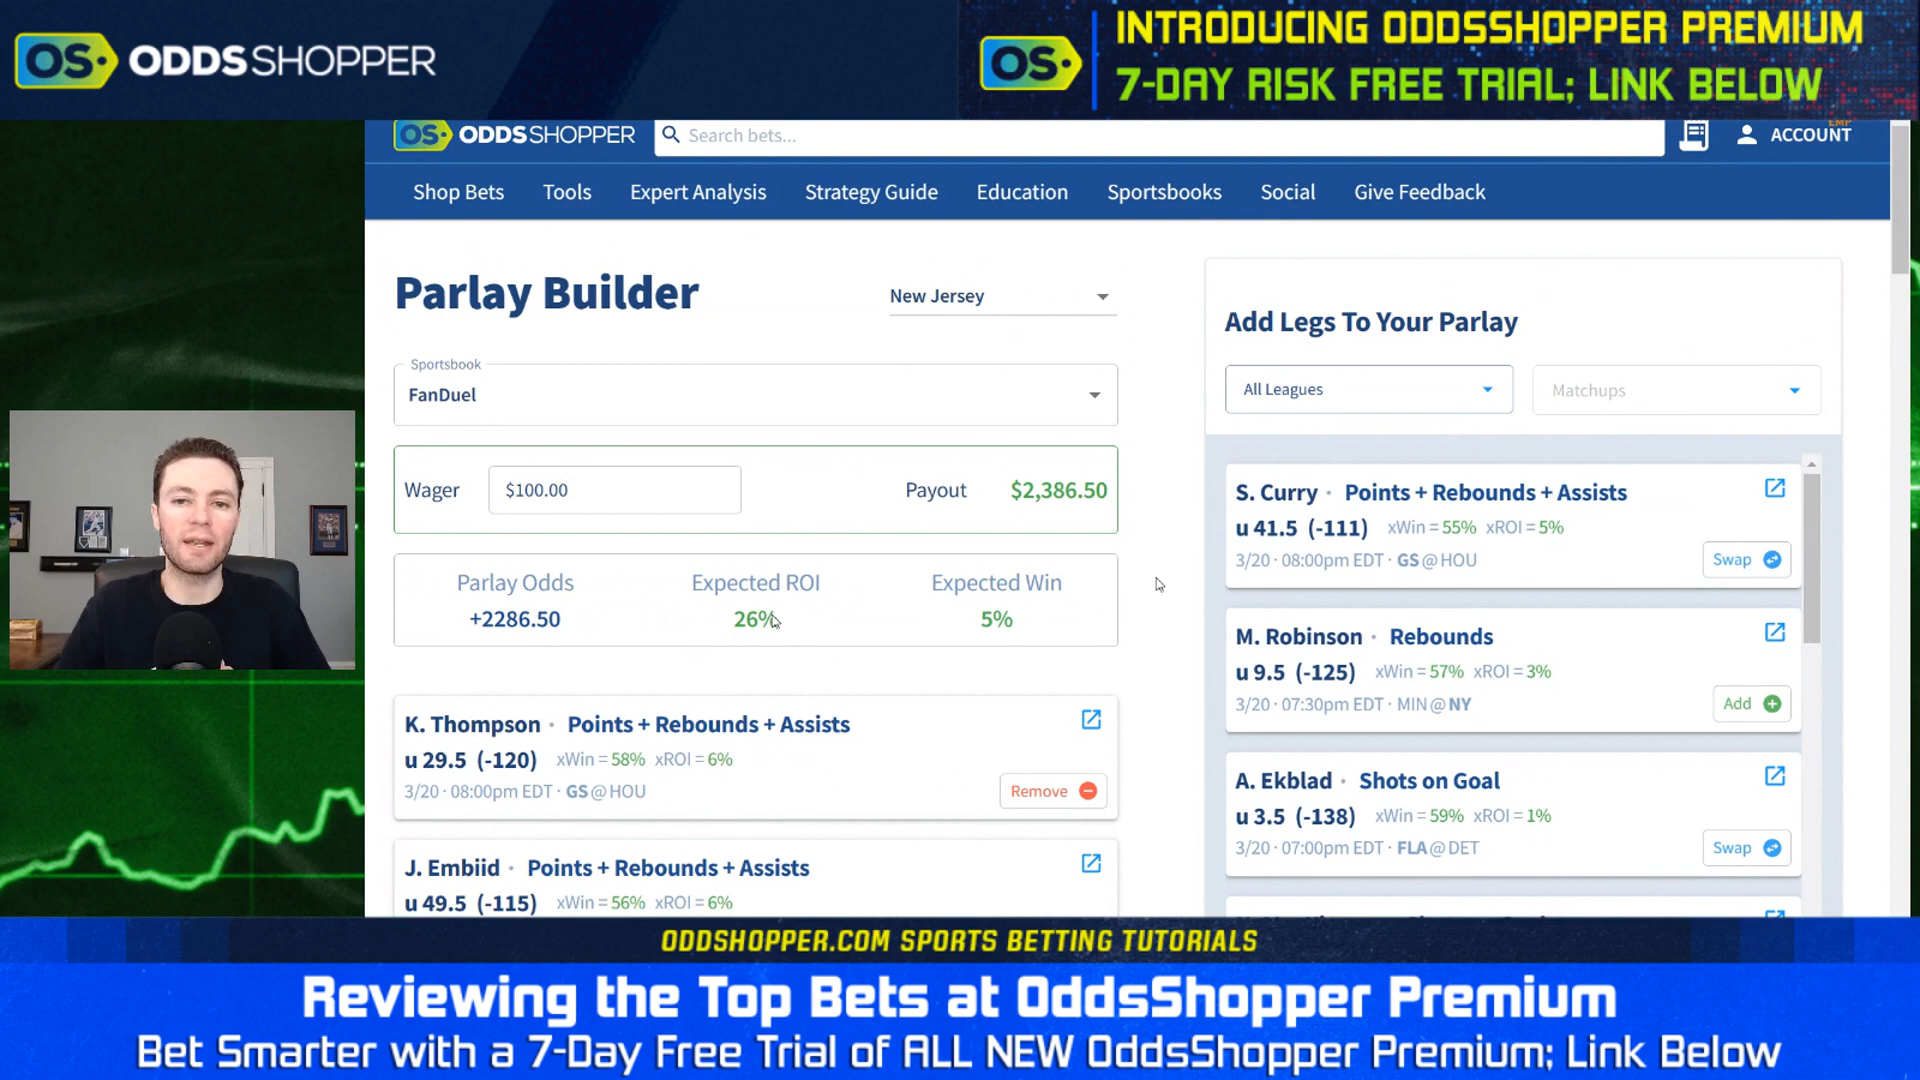 OS ODDSSHOPPER
OS INTRODUCING ODDSSHOPPER PREMIUM
7-DAY RISK FREE TRIAL; LINK BELOW
OS ODDSSHOPPER
Search bets...
EMP
ACCOUNT
Shop Bets Tools Expert Analysis Strategy Guide Education Sportsbooks Social Give Feedback
Parlay Builder
New Jersey
Sportsbook
FanDuel
Wager $100.00 Payout $2,386.50
Parlay Odds Expected ROI Expected Win
+2286.50 26% 5%
K. Thompson · Points + Rebounds + Assists
u 29.5 (-120) xWin = 58% xROI = 6%
3/20 · 08:00pm EDT · GS @ HOU
Remove
J. Embiid · Points + Rebounds + Assists
u 49.5 (-115) xWin = 56% xROI = 6%
Add Legs To Your Parlay
All Leagues Matchups
S. Curry · Points + Rebounds + Assists
u 41.5 (-111) xWin = 55% xROI = 5%
3/20 · 08:00pm EDT · GS @ HOU
Swap
M. Robinson · Rebounds
u 9.5 (-125) xWin = 57% xROI = 3%
3/20 · 07:30pm EDT · MIN @ NY
Add
A. Ekblad · Shots on Goal
u 3.5 (-138) xWin = 59% xROI = 1%
3/20 · 07:00pm EDT · FLA @ DET
Swap
ODDSHOPPER.COM SPORTS BETTING TUTORIALS
Reviewing the Top Bets at OddsShopper Premium
Bet Smarter with a 7-Day Free Trial of ALL NEW OddsShopper Premium; Link Below